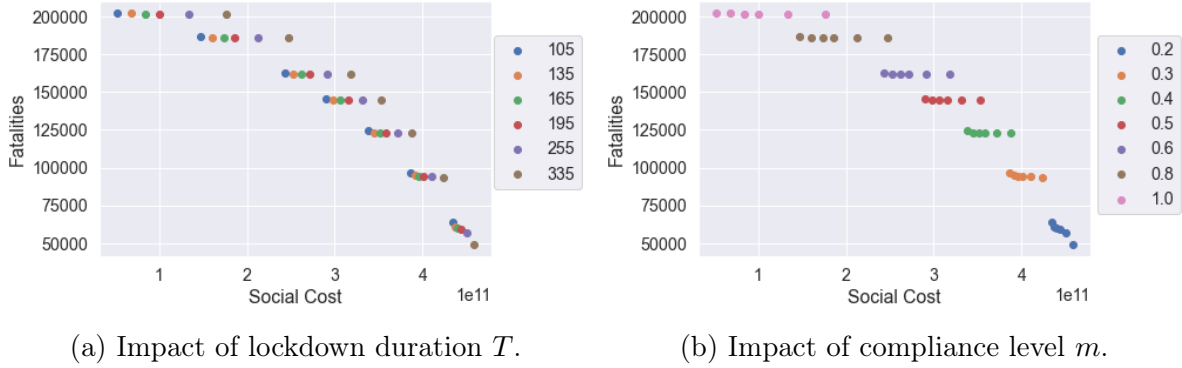 200000
175000
150000
125000
100000
75000
50000
Fatalities
1 2 3 4
1e11
Social Cost
105
135
165
195
255
335
(a) Impact of lockdown duration T.
200000
175000
150000
125000
100000
75000
50000
Fatalities
1 2 3 4
1e11
Social Cost
0.2
0.3
0.4
0.5
0.6
0.8
1.0
(b) Impact of compliance level m.